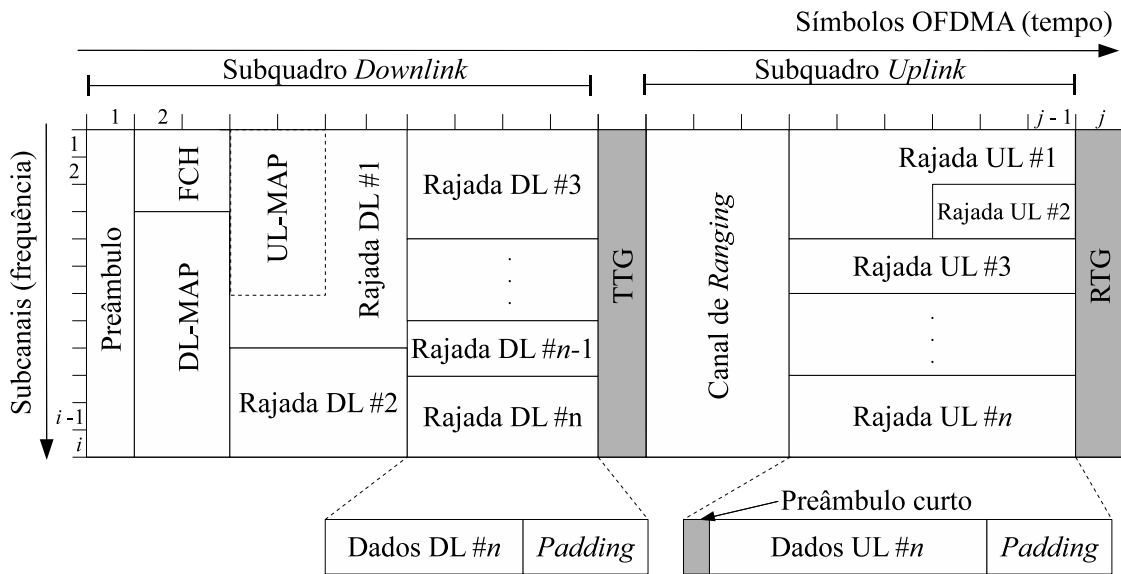 Símbolos OFDMA (tempo)
Subquadro Downlink
Subquadro Uplink
1
2
j - 1
j
Subcanais (frequência)
1
2
i -1
i
Preâmbulo
FCH
DL-MAP
UL-MAP
Rajada DL #1
Rajada DL #2
Rajada DL #3
.
.
.
Rajada DL #n-1
Rajada DL #n
TTG
Canal de Ranging
Rajada UL #1
Rajada UL #2
Rajada UL #3
.
.
.
Rajada UL #n
RTG
Preâmbulo curto
Dados DL #n
Padding
Dados UL #n
Padding